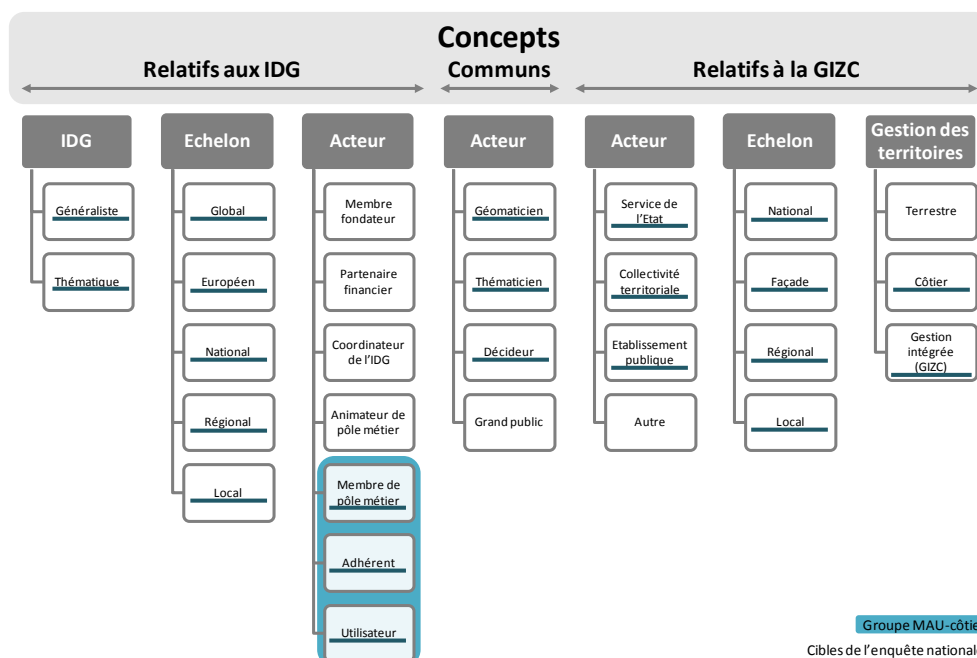 Concepts
Relatifs aux IDG
Communs
Relatifs à la GIZC
IDG
Généraliste
Thématique
Echelon
Global
Européen
National
Régional
Local
Acteur
Membre
fondateur
Partenaire
financier
Coordinateur
de l'IDG
Animateur de
pôle métier
Membre de
pôle métier
Adhérent
Utilisateur
Acteur
Géomaticien
Thématicien
Décideur
Grand public
Acteur
Service de
l'Etat
Collectivité
territoriale
Etablissement
publique
Autre
Echelon
National
Façade
Régional
Local
Gestion des
territoires
Terrestre
Côtier
Gestion
intégrée
(GIZC)
Groupe MAU-côtie
Cibles de l'enquête national